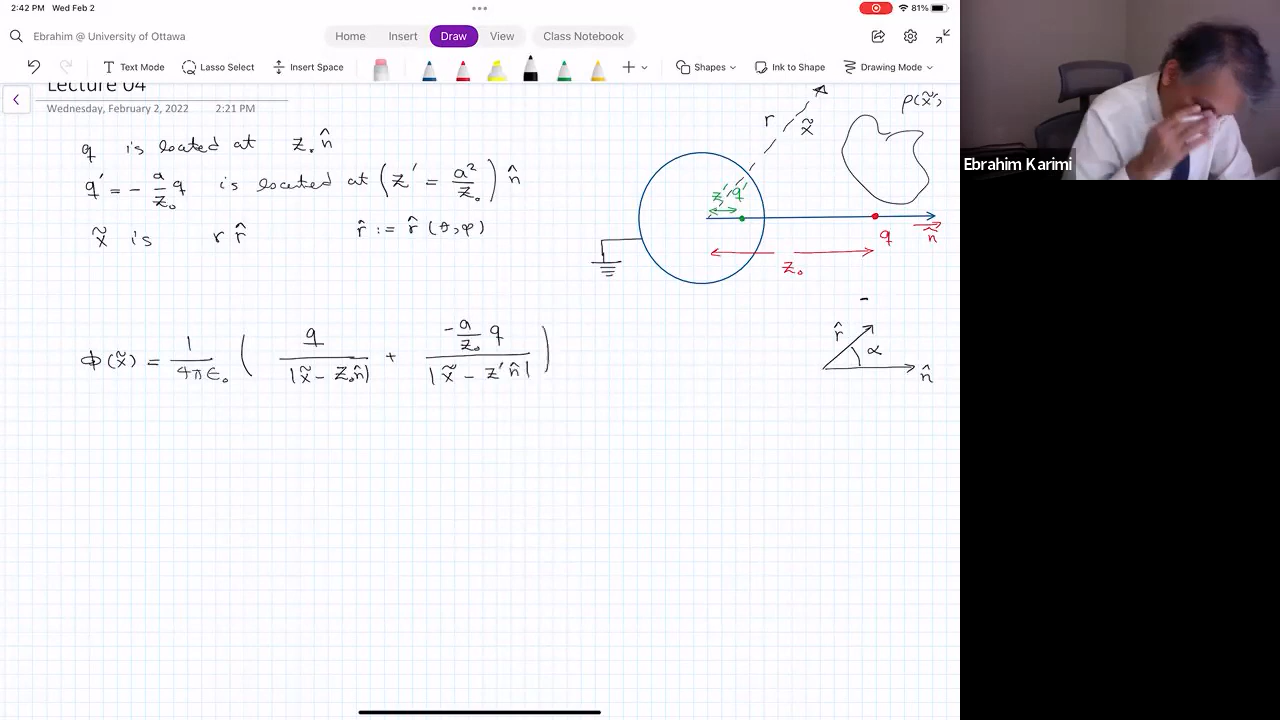 2:42 PM Wed Feb 2
81%
Ebrahim @ University of Ottawa
Home Insert Draw View Class Notebook
Text Mode Lasso Select Insert Space Shapes Ink to Shape Drawing Mode
Lecture 04
Wednesday, February 2, 2022 2:21 PM
q is located at z₀ n̂
q' = - a/z₀ q is located at (z' = a²/z₀) n̂
x̃ is r r̂ r̂ := r̂ (θ,φ)
Φ(x̃) = 1/4πϵ₀ ( q/|x̃ - z₀n̂| + -a/z₀ q/|x̃ - z' n̂| )
r x̃
ρ(x̃')
z' q'
q n̂
z₀
r̂ α
n̂
Ebrahim Karimi